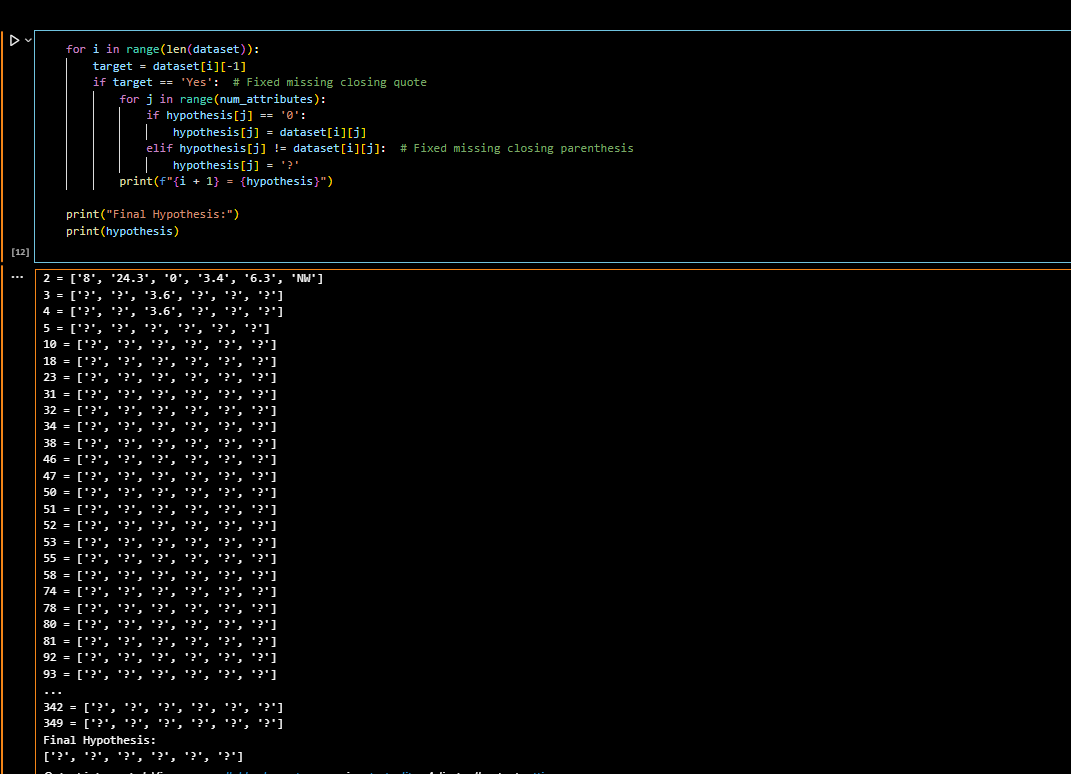 for i in range(len(dataset)):
target = dataset[i][-1]
if target == 'Yes':  # Fixed missing closing quote
for j in range(num_attributes):
if hypothesis[j] == '0':
hypothesis[j] = dataset[i][j]
elif hypothesis[j] != dataset[i][j]:  # Fixed missing closing parenthesis
hypothesis[j] = '?'
print(f"{i + 1} = {hypothesis}")
print("Final Hypothesis:")
print(hypothesis)
[12]
...
2 = ['8', '24.3', '0', '3.4', '6.3', 'NW']
3 = ['?', '?', '3.6', '?', '?', '?']
4 = ['?', '?', '3.6', '?', '?', '?']
5 = ['?', '?', '?', '?', '?', '?']
10 = ['?', '?', '?', '?', '?', '?']
18 = ['?', '?', '?', '?', '?', '?']
23 = ['?', '?', '?', '?', '?', '?']
31 = ['?', '?', '?', '?', '?', '?']
32 = ['?', '?', '?', '?', '?', '?']
34 = ['?', '?', '?', '?', '?', '?']
38 = ['?', '?', '?', '?', '?', '?']
46 = ['?', '?', '?', '?', '?', '?']
47 = ['?', '?', '?', '?', '?', '?']
50 = ['?', '?', '?', '?', '?', '?']
51 = ['?', '?', '?', '?', '?', '?']
52 = ['?', '?', '?', '?', '?', '?']
53 = ['?', '?', '?', '?', '?', '?']
55 = ['?', '?', '?', '?', '?', '?']
58 = ['?', '?', '?', '?', '?', '?']
74 = ['?', '?', '?', '?', '?', '?']
78 = ['?', '?', '?', '?', '?', '?']
80 = ['?', '?', '?', '?', '?', '?']
81 = ['?', '?', '?', '?', '?', '?']
92 = ['?', '?', '?', '?', '?', '?']
93 = ['?', '?', '?', '?', '?', '?']
...
342 = ['?', '?', '?', '?', '?', '?']
349 = ['?', '?', '?', '?', '?', '?']
Final Hypothesis:
['?', '?', '?', '?', '?', '?']